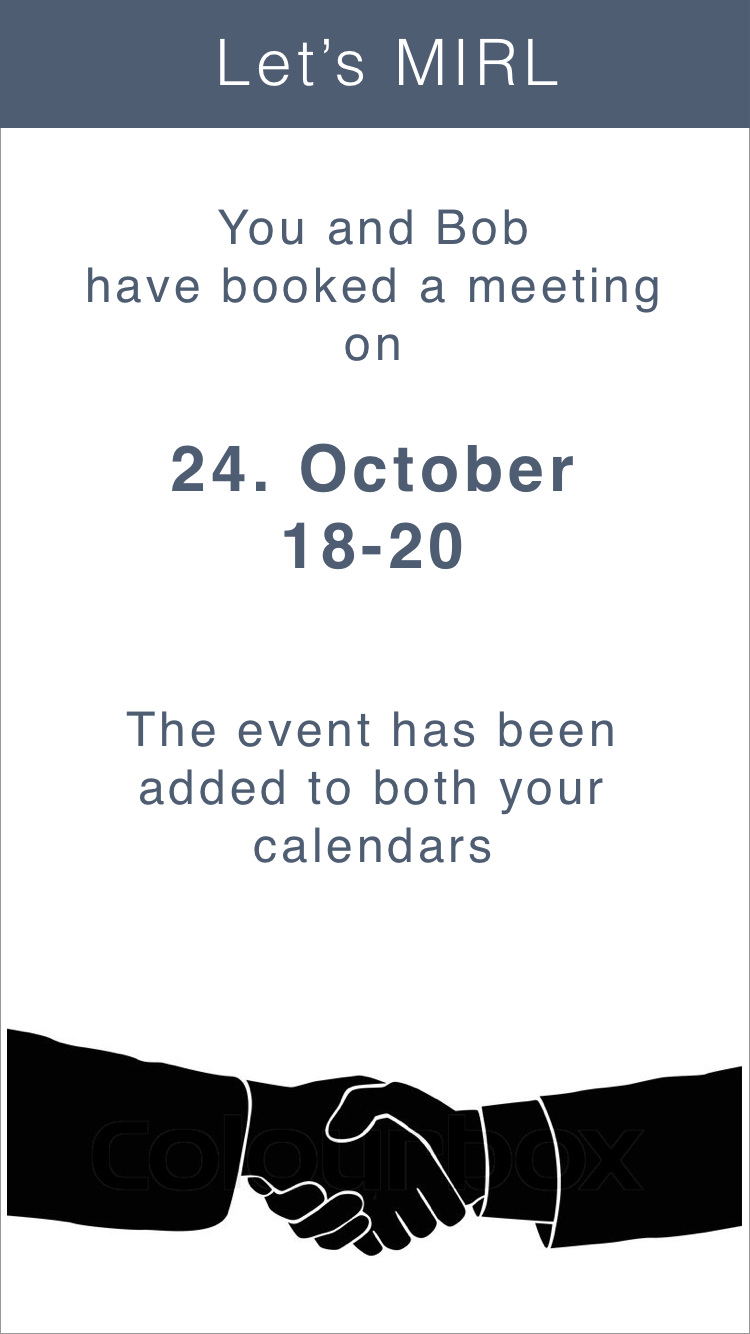 Let’s MIRL
You and Bob
have booked a meeting
on
24. October
18-20
The event has been
added to both your
calendars
Colourbox